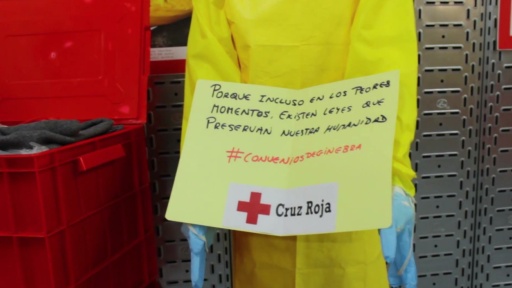 PORQUE INCLUSO EN LOS PEORES
MOMENTOS. EXISTEN LEYES QUE
PRESERVAN NUESTRA HUMANIDAD
#CONVENIOSDEGINEBRA
Cruz Roja